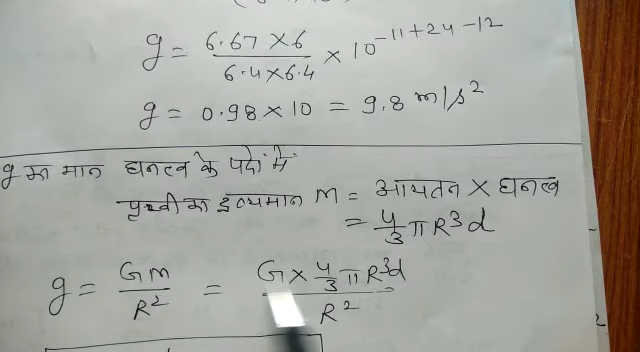 g = 6.67 × 6 / 6.4 × 6.4 × 10^-11+24-12
g = 0.98 × 10 = 9.8 m/s²
g का मान घनत्व के पदों में
पृथ्वी का द्रव्यमान M = आयतन × घनत्व
= 4/3 π R³ d
g = GM / R² = G × 4/3 π R³ d / R²